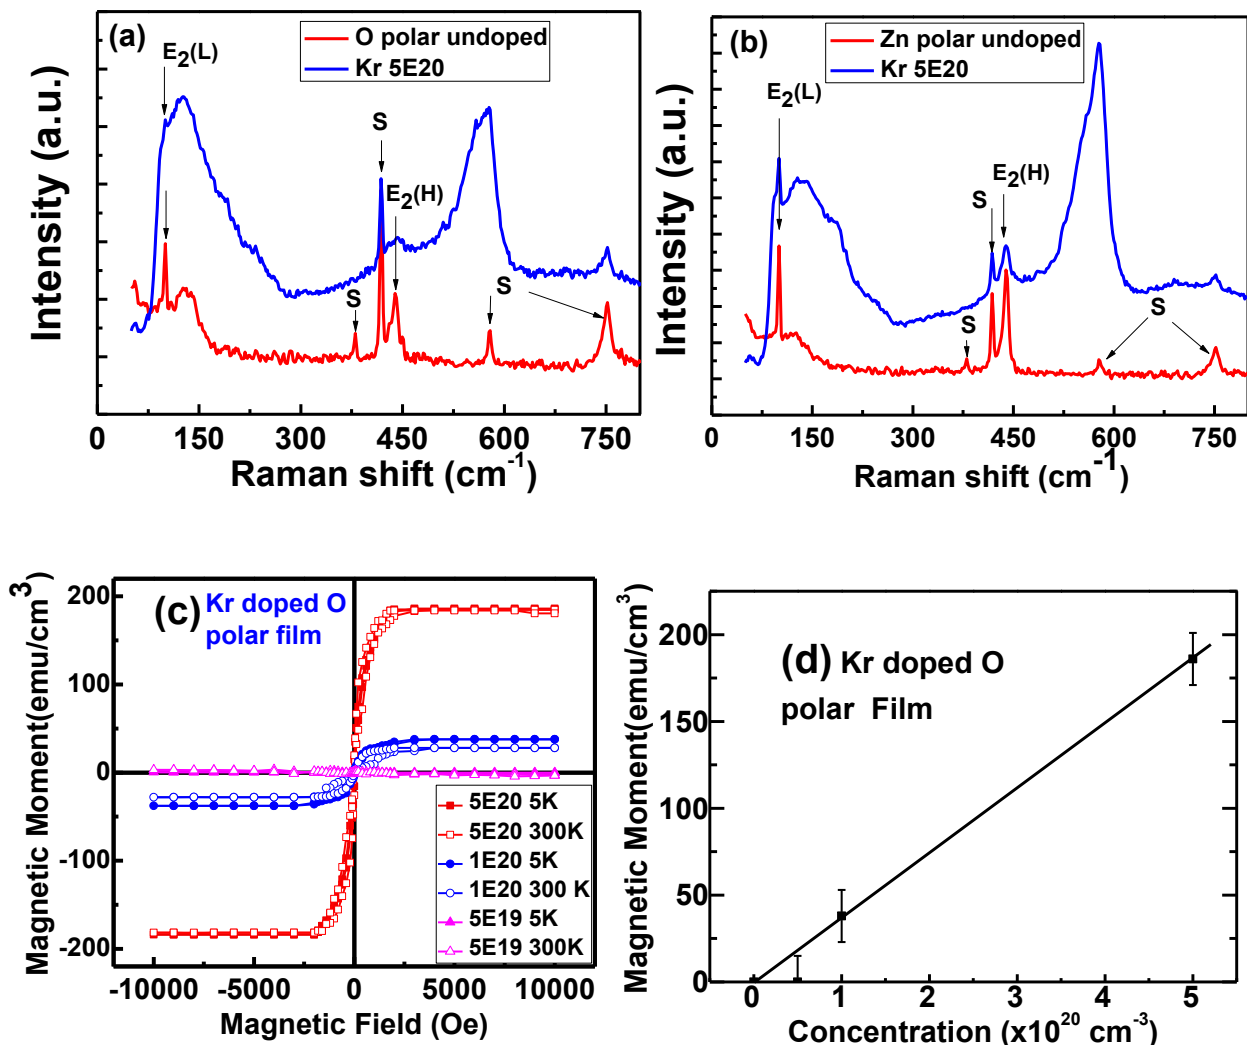 (a)
O polar undoped
Kr 5E20
E₂(L)
S
E₂(H)
S
S
Intensity (a.u.)
0 150 300 450 600 750
Raman shift (cm⁻¹)
(b)
Zn polar undoped
Kr 5E20
E₂(L)
E₂(H)
S
S
S
Intensity (a.u.)
0 150 300 450 600 750
Raman shift (cm⁻¹)
(c) Kr doped O
polar film
200
100
0
-100
-200
Magnetic Moment(emu/cm³)
5E20 5K
5E20 300K
1E20 5K
1E20 300 K
5E19 5K
5E19 300K
-10000 -5000 0 5000 10000
Magnetic Field (Oe)
(d) Kr doped O
polar Film
200
150
100
50
0
Magnetic Moment(emu/cm³)
0 1 2 3 4 5
Concentration (x10²⁰ cm⁻³)